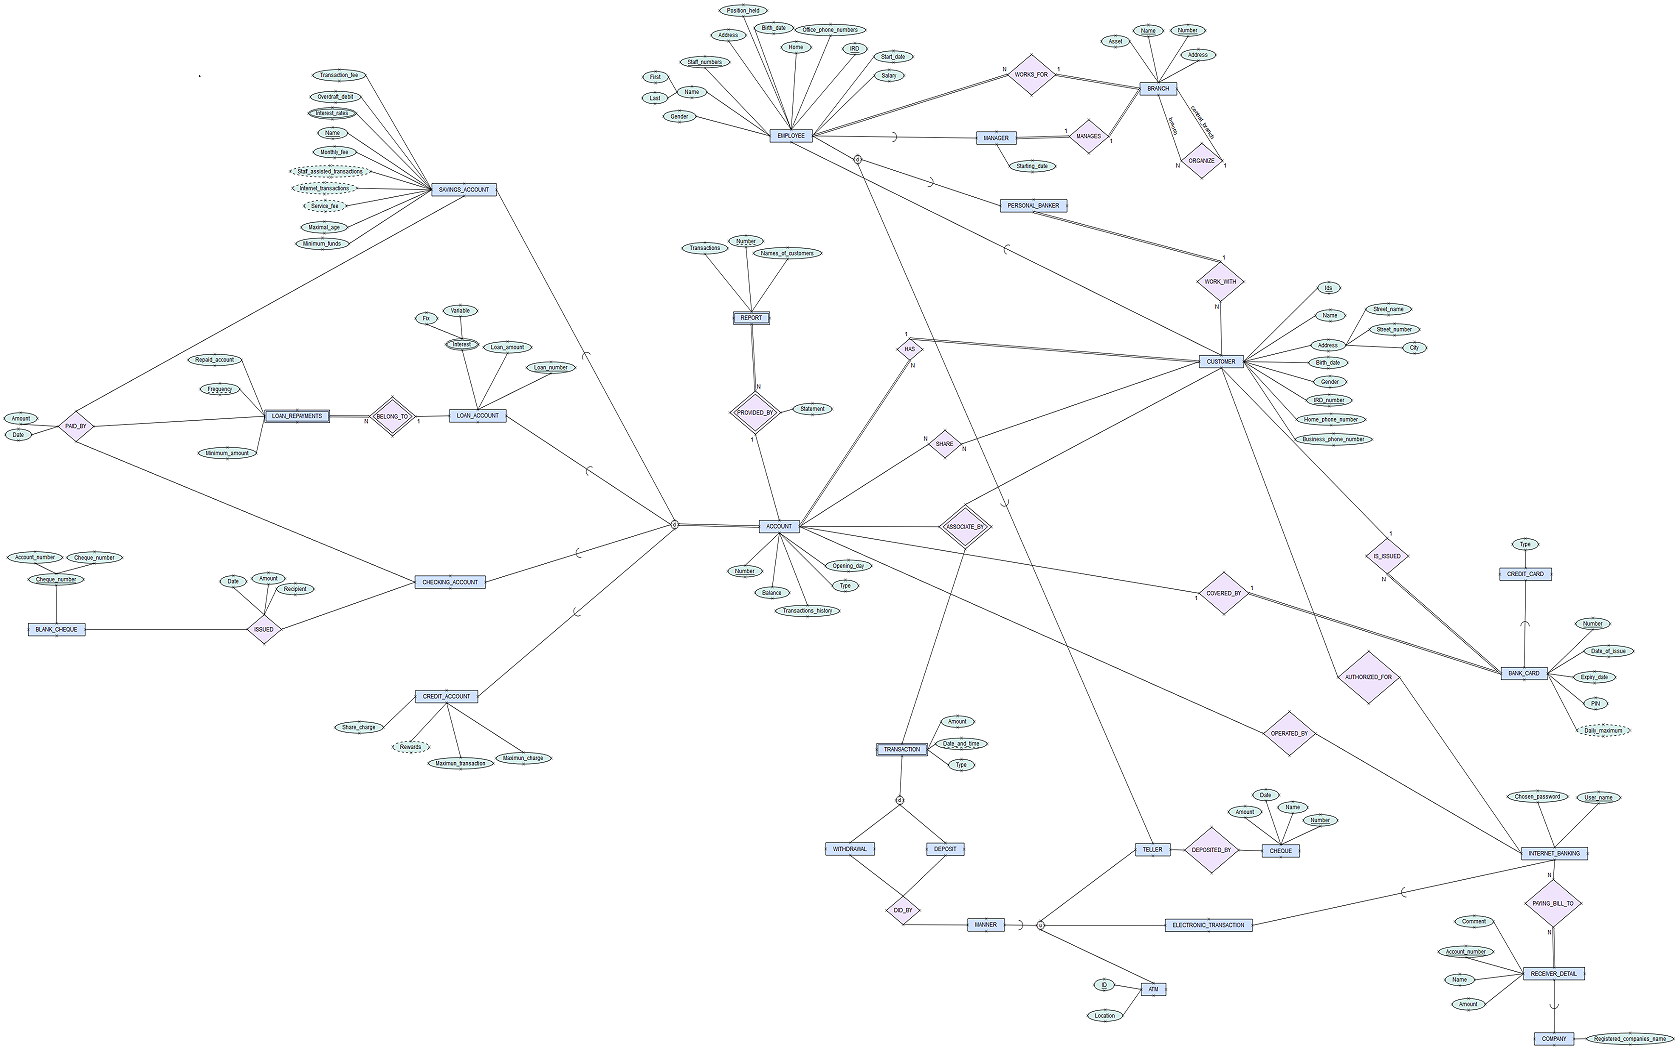 Position_held
Birth_date
Office_phone_numbers
Address
Home
IRD
Start_date
Staff_numbers
Salary
First
Last
Name
Gender
EMPLOYEE
N
WORKS_FOR
1
Asset
Name
Number
Address
BRANCH
MANAGER
1
MANAGES
1
Starting_date
branch
central_branch
N
ORGANIZE
1
Transaction_fee
Overdraft_debit
Interest_rates
Name
Monthly_fee
Staff_assisted_transactions
Internet_transactions
Service_fee
Maximal_age
Minimum_funds
SAVINGS_ACCOUNT
d
PERSONAL_BANKER
1
WORK_WITH
N
Transactions
Number
Names_of_customers
REPORT
N
PROVIDED_BY
1
Statement
Ids
Name
Address
Street_name
Street_number
City
Birth_date
Gender
IRD_number
Home_phone_number
Business_phone_number
CUSTOMER
1
HAS
N
N
SHARE
N
Fix
Variable
Interest
Loan_amount
Loan_number
LOAN_ACCOUNT
Repaid_account
Frequency
Minimum_amount
LOAN_REPAYMENTS
N
BELONG_TO
1
Amount
Date
PAID_BY
d
ACCOUNT
ASSOCIATE_BY
Number
Balance
Transactions_history
Type
Opening_day
1
COVERED_BY
1
1
IS_ISSUED
N
Type
CREDIT_CARD
Account_number
Cheque_number
Cheque_number
BLANK_CHEQUE
Date
Amount
Recipient
ISSUED
CHECKING_ACCOUNT
BANK_CARD
Number
Date_of_issue
Expiry_date
PIN
Daily_maximum
AUTHORIZED_FOR
OPERATED_BY
CREDIT_ACCOUNT
Share_charge
Rewards
Maximun_transaction
Maximun_charge
TRANSACTION
Amount
Date_and_time
Type
d
WITHDRAWAL
DEPOSIT
DID_BY
MANNER
u
TELLER
DEPOSITED_BY
Amount
Date
Name
Number
CHEQUE
ELECTRONIC_TRANSACTION
ID
Location
ATM
Chosen_password
User_name
INTERNET_BANKING
N
PAYING_BILL_TO
N
Comment
Account_number
Name
Amount
RECEIVER_DETAIL
COMPANY
Registered_companies_name